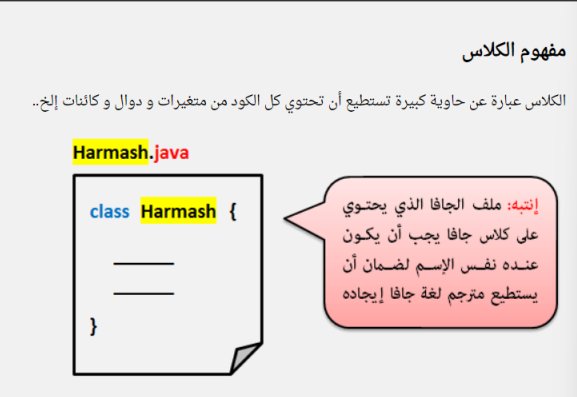 مفهوم الكلاس
الكلاس عبارة عن حاوية كبيرة تستطيع أن تحتوي كل الكود من متغيرات و دوال و كائنات إلخ..
Harmash.java
class Harmash {
}
إنتبه: ملف الجافا الذي يحتوي
على كلاس جافا يجب أن يكون
عنده نفس الإسم لضمان أن
يستطيع مترجم لغة جافا إيجاده